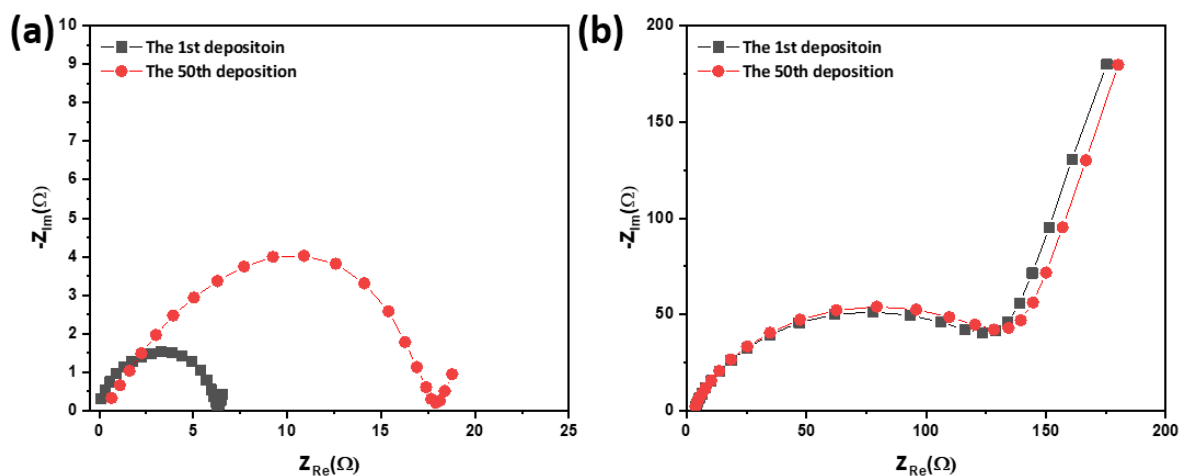 (a)
The 1st depositoin
The 50th deposition
-Z_Im(Ω)
10
9
8
7
6
5
4
3
2
1
0
0 5 10 15 20 25
Z_Re(Ω)
(b)
The 1st depositoin
The 50th deposition
-Z_Im(Ω)
200
150
100
50
0
0 50 100 150 200
Z_Re(Ω)